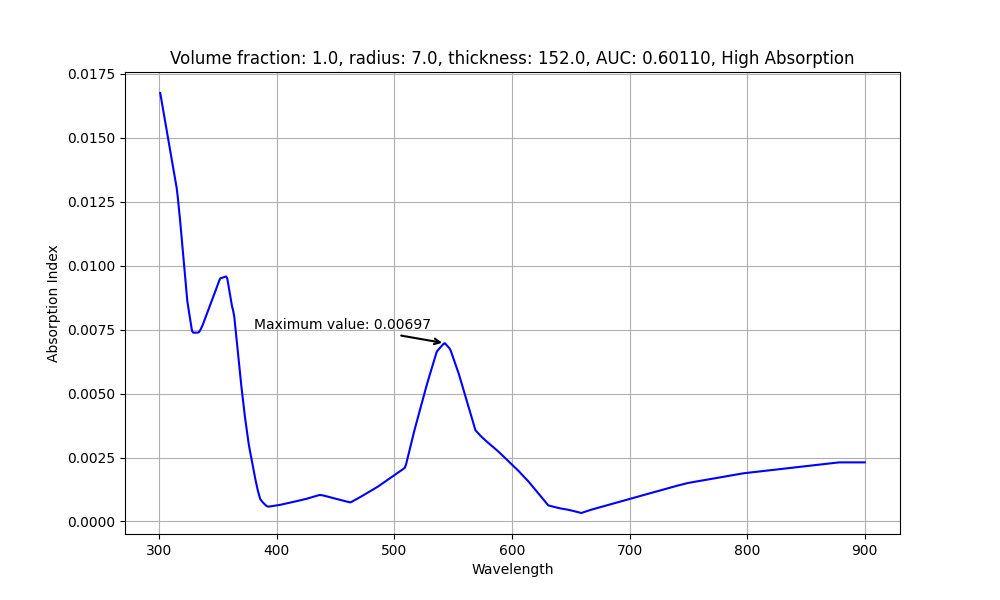 Volume fraction: 1.0, radius: 7.0, thickness: 152.0, AUC: 0.60110, High Absorption
0.0175
0.0150
0.0125
0.0100
0.0075
0.0050
0.0025
0.0000
Absorption Index
Maximum value: 0.00697
300 400 500 600 700 800 900
Wavelength